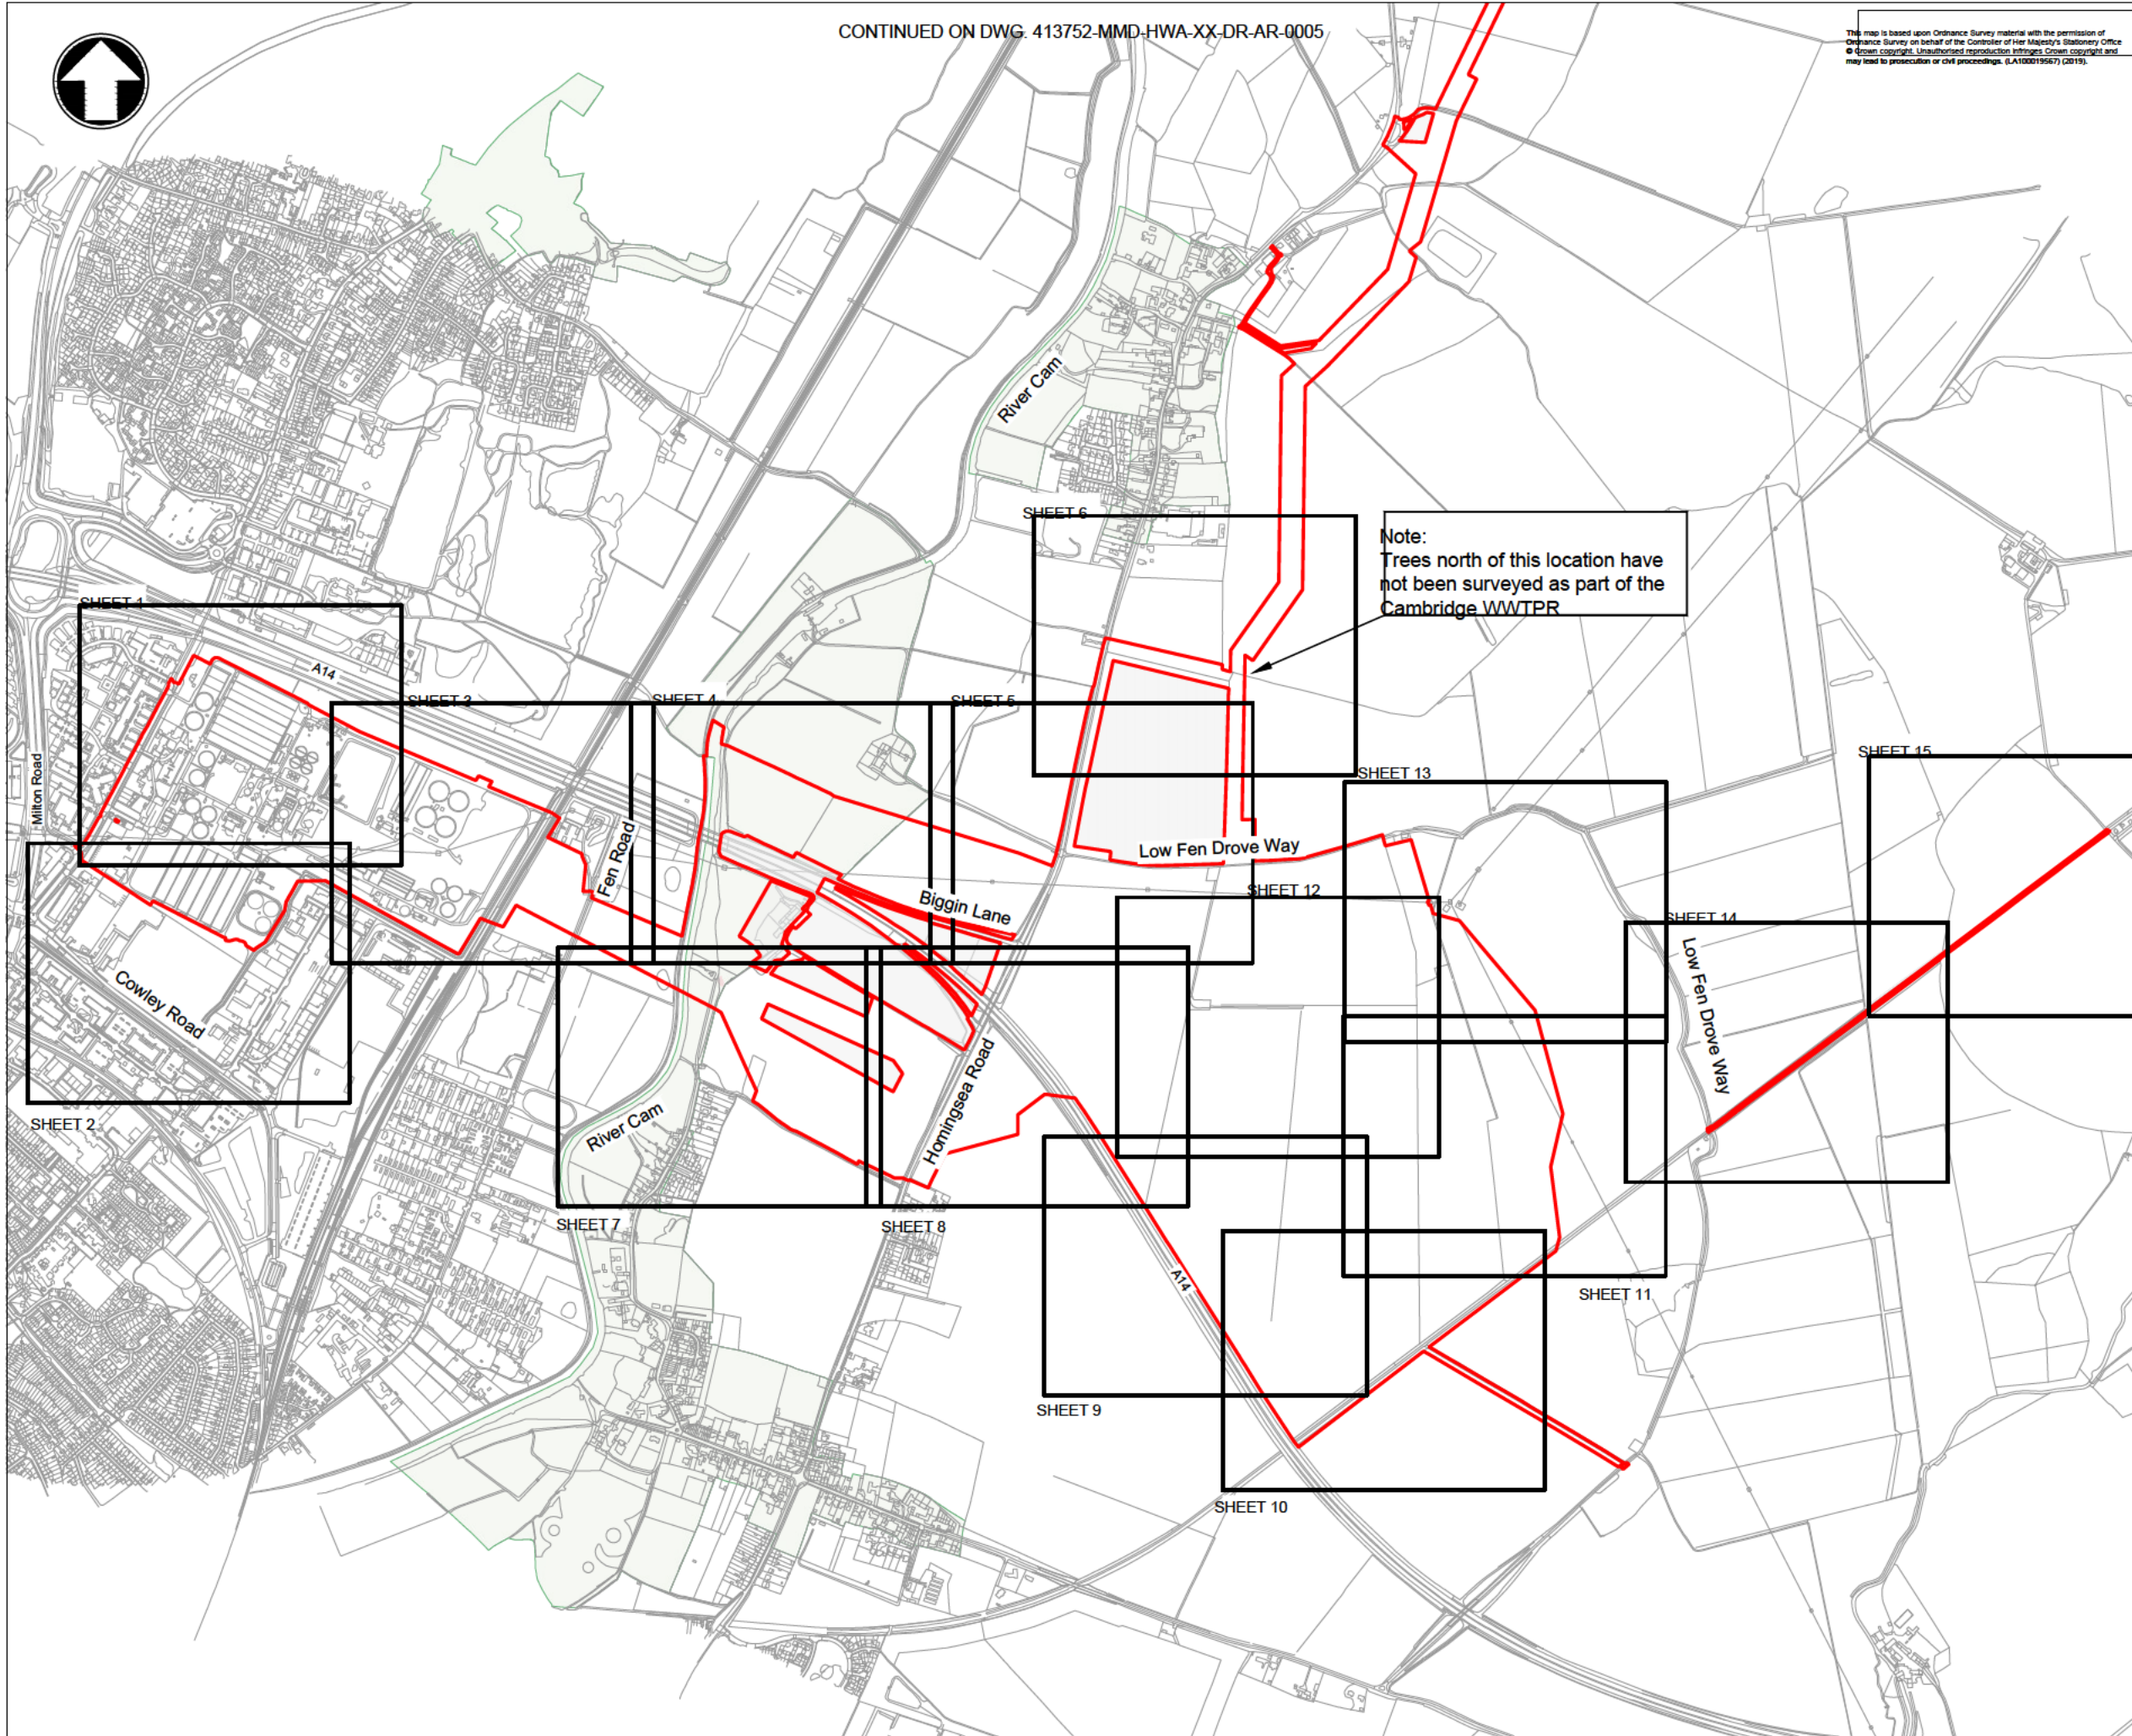 CONTINUED ON DWG. 413752-MMD-HWA-XX-DR-AR-0005
This map is based upon Ordnance Survey material with the permission of
Ordnance Survey on behalf of the Controller of Her Majesty's Stationery Office
© Crown copyright. Unauthorised reproduction infringes Crown copyright and
may lead to prosecution or civil proceedings. (LA100019567) (2019).
River Cam
SHEET 6
Note:
Trees north of this location have
not been surveyed as part of the
Cambridge WWTPR
SHEET 1
A14
SHEET 3
SHEET 4
SHEET 5
SHEET 15
SHEET 13
Milton Road
Fen Road
Low Fen Drove Way
Biggin Lane
SHEET 12
SHEET 14
Low Fen Drove Way
Cowley Road
Horningsea Road
SHEET 2
River Cam
SHEET 7
SHEET 8
A14
SHEET 11
SHEET 9
SHEET 10